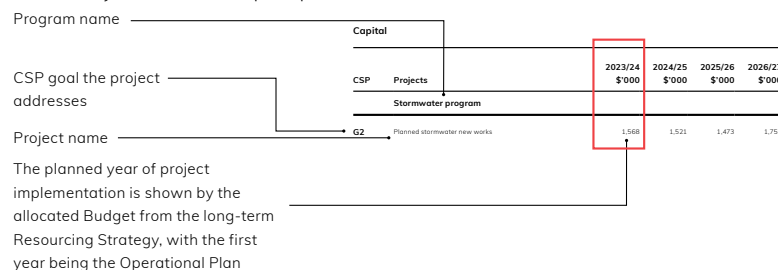 Program name
CSP goal the project
addresses
Project name
The planned year of project
implementation is shown by the
allocated Budget from the long-term
Resourcing Strategy, with the first
year being the Operational Plan
Capital
2023/24 2024/25 2025/26
CSP Projects $'000 $'000 $'000
Stormwater program
G2 Planned stormwater new works 1,568 1,521 1,473